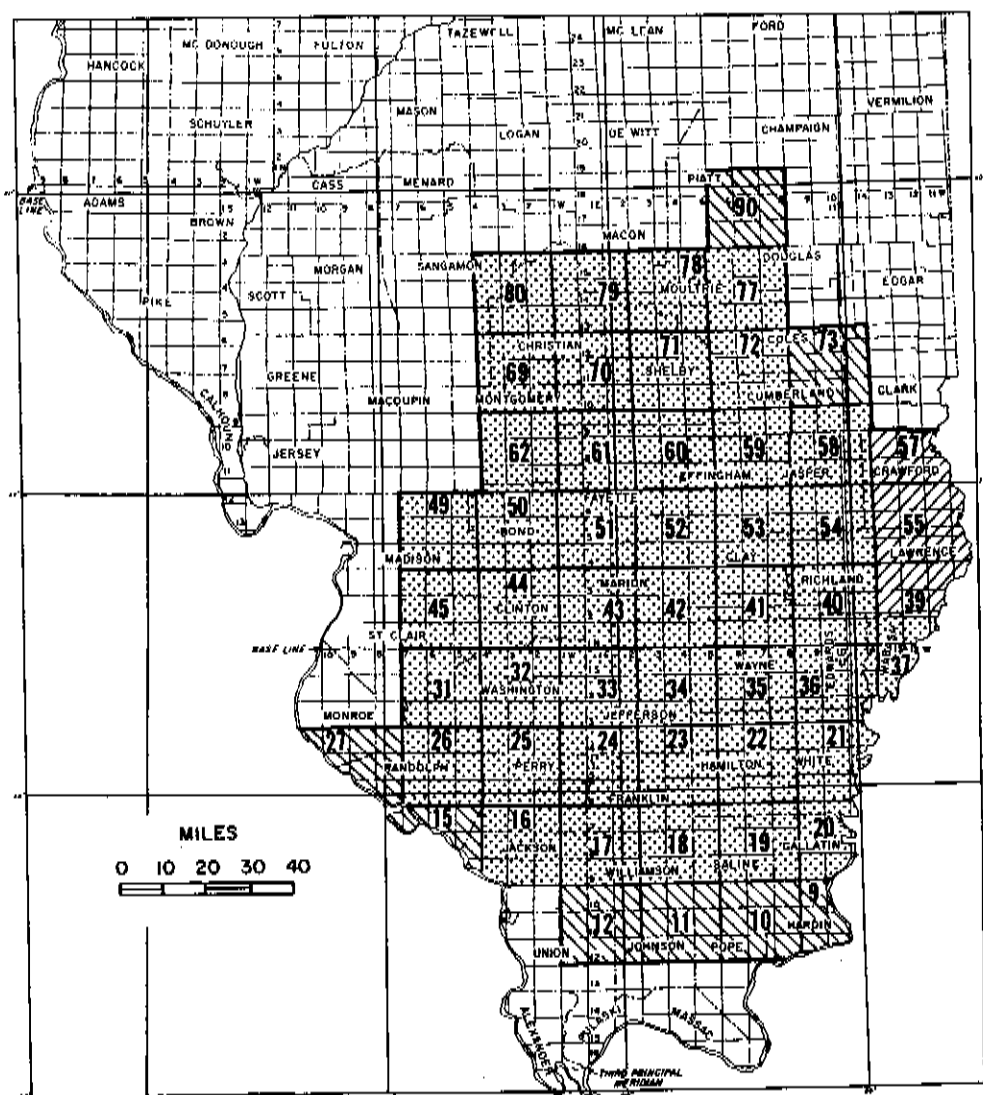 TAZEWELL
MC LEAN
FORD
MC DONOUGH
FULTON
HANCOCK
MASON
VERMILION
SCHUYLER
LOGAN
DE WITT
CHAMPAIGN
CASS
MENARD
PIATT
BASE LINE
ADAMS
BROWN
90
MACON
MORGAN
SANGAMON
78
DOUGLAS
EDGAR
PIKE
SCOTT
80
79
MOULTRIE
77
CHRISTIAN
71
72
COLES
73
GREENE
69
70
SHELBY
CUMBERLAND
CLARK
MACOUPIN
MONTGOMERY
CALHOUN
JERSEY
62
61
60
59
58
57
EFFINGHAM
JASPER
CRAWFORD
49
50
FAYETTE
BOND
51
52
53
54
55
MADISON
CLAY
LAWRENCE
44
MARION
RICHLAND
45
CLINTON
43
42
41
40
39
ST. CLAIR
BASE LINE
WABASH
32
WAYNE
EDWARDS
37
31
WASHINGTON
33
34
35
36
MONROE
JEFFERSON
27
26
25
24
23
22
21
RANDOLPH
PERRY
HAMILTON
WHITE
FRANKLIN
15
16
20
MILES
JACKSON
17
18
19
GALLATIN
0 10 20 30 40
WILLIAMSON
SALINE
9
12
11
10
HARDIN
UNION
JOHNSON
POPE
PULASKI
MASSAC
ALEXANDER
THIRD PRINCIPAL
MERIDIAN